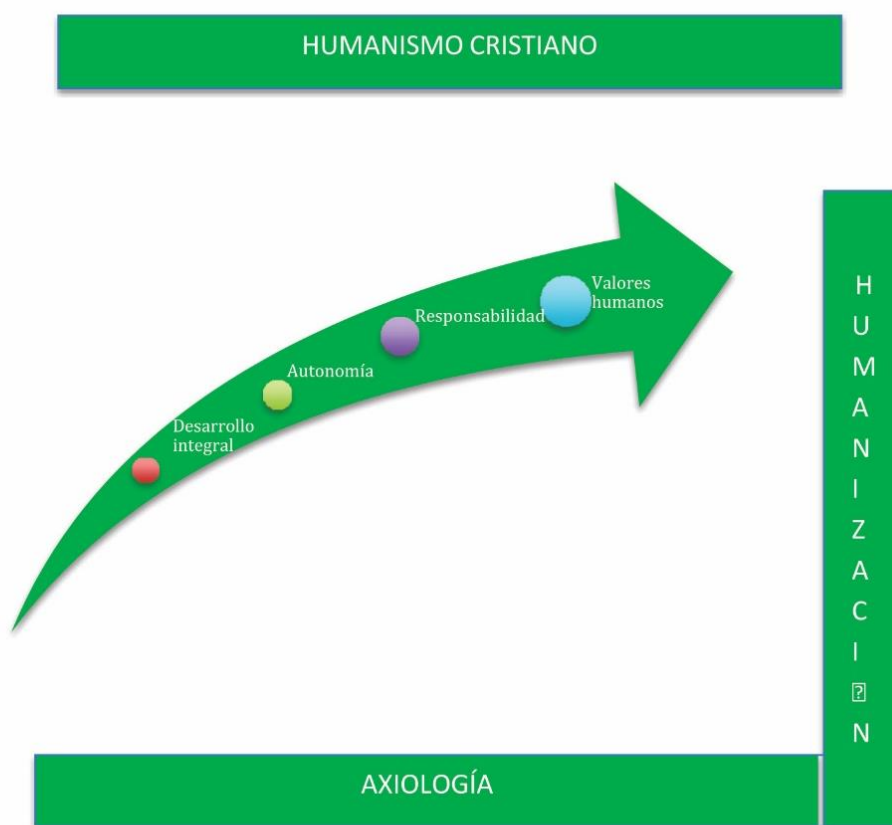 HUMANISMO CRISTIANO
Valores
humanos
Responsabilidad
Autonomía
Desarrollo
integral
H
U
M
A
N
I
Z
A
C
I
⍰
N
AXIOLOGÍA